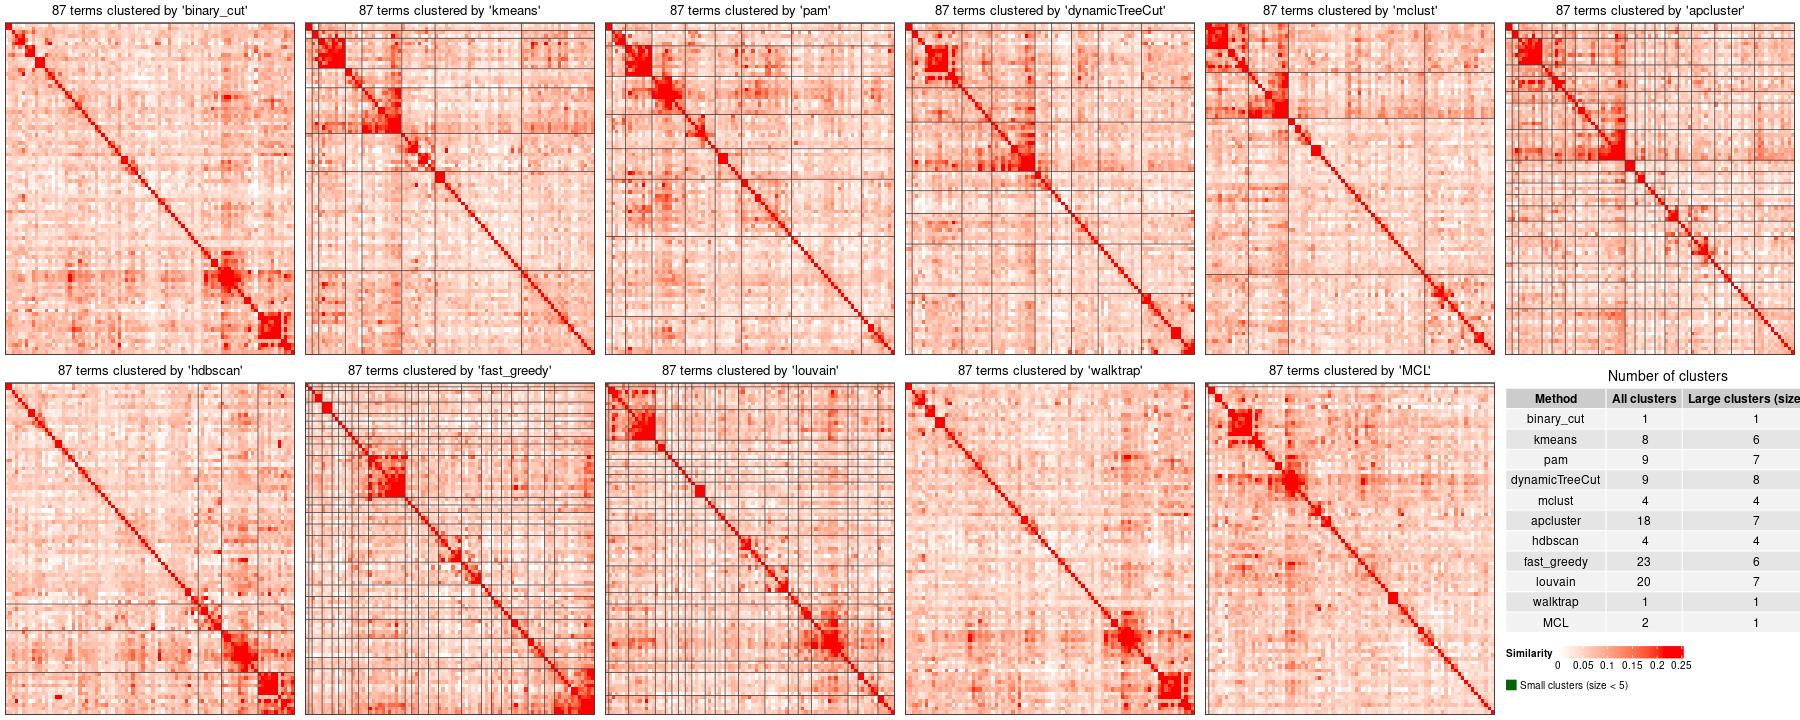 87 terms clustered by 'binary_cut'
87 terms clustered by 'kmeans'
87 terms clustered by 'pam'
87 terms clustered by 'dynamicTreeCut'
87 terms clustered by 'mclust'
87 terms clustered by 'apcluster'
87 terms clustered by 'hdbscan'
87 terms clustered by 'fast_greedy'
87 terms clustered by 'louvain'
87 terms clustered by 'walktrap'
87 terms clustered by 'MCL'
Number of clusters
Method All clusters Large clusters (size
binary_cut 1 1
kmeans 8 6
pam 9 7
dynamicTreeCut 9 8
mclust 4 4
apcluster 18 7
hdbscan 4 4
fast_greedy 23 6
louvain 20 7
walktrap 1 1
MCL 2 1
Similarity
0 0.05 0.1 0.15 0.2 0.25
Small clusters (size < 5)